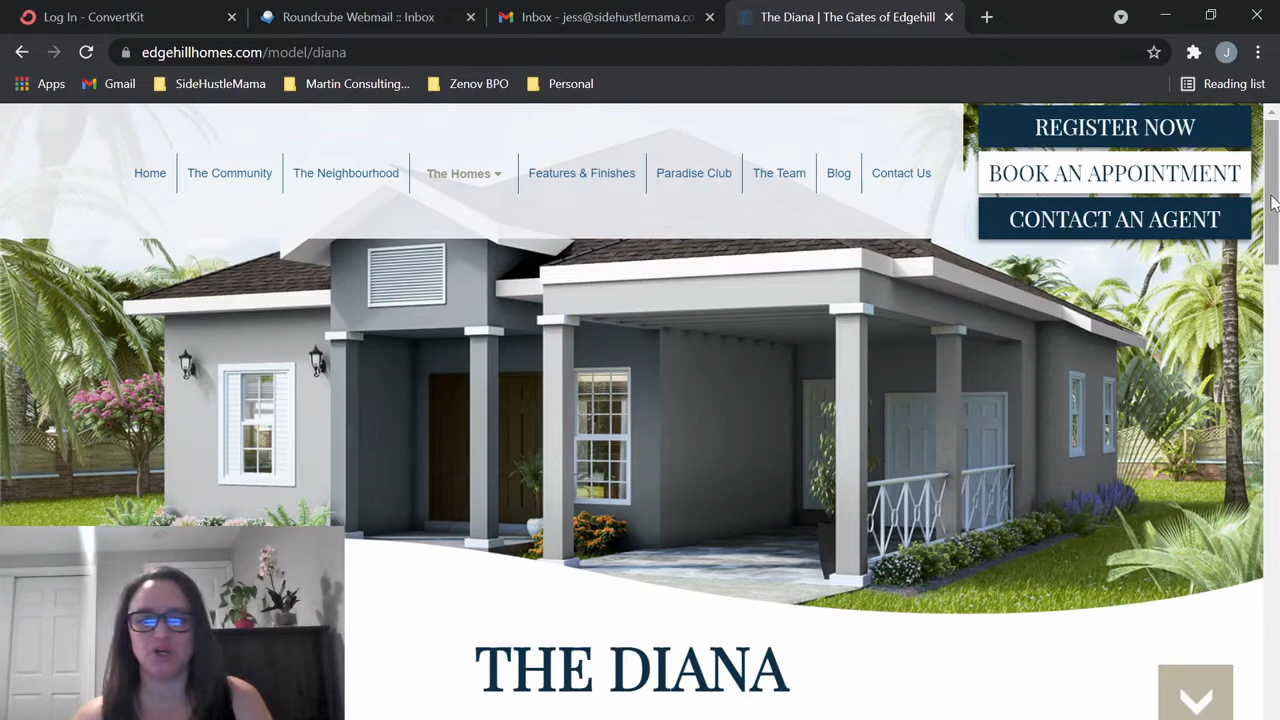 Log In - ConvertKit
Roundcube Webmail :: Inbox
Inbox - jess@sidehustlemama.co
The Diana | The Gates of Edgehill
edgehillhomes.com/model/diana
J
Apps
Gmail
SideHustleMama
Martin Consulting...
Zenov BPO
Personal
Reading list
Home
The Community
The Neighbourhood
The Homes
Features & Finishes
Paradise Club
The Team
Blog
Contact Us
REGISTER NOW
BOOK AN APPOINTMENT
CONTACT AN AGENT
THE DIANA